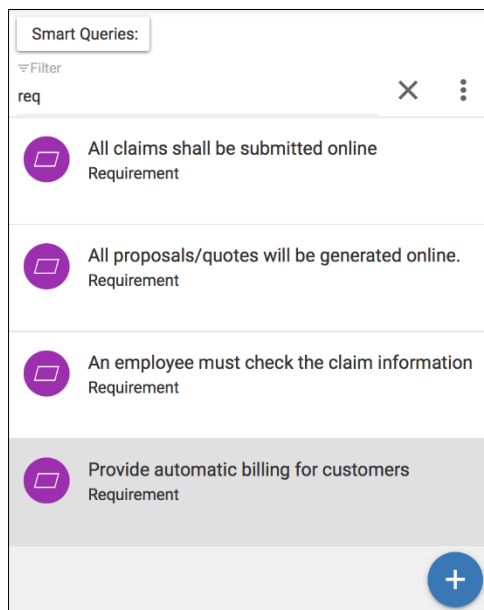 Smart Queries:
Filter
req
All claims shall be submitted online
Requirement
All proposals/quotes will be generated online.
Requirement
An employee must check the claim information
Requirement
Provide automatic billing for customers
Requirement